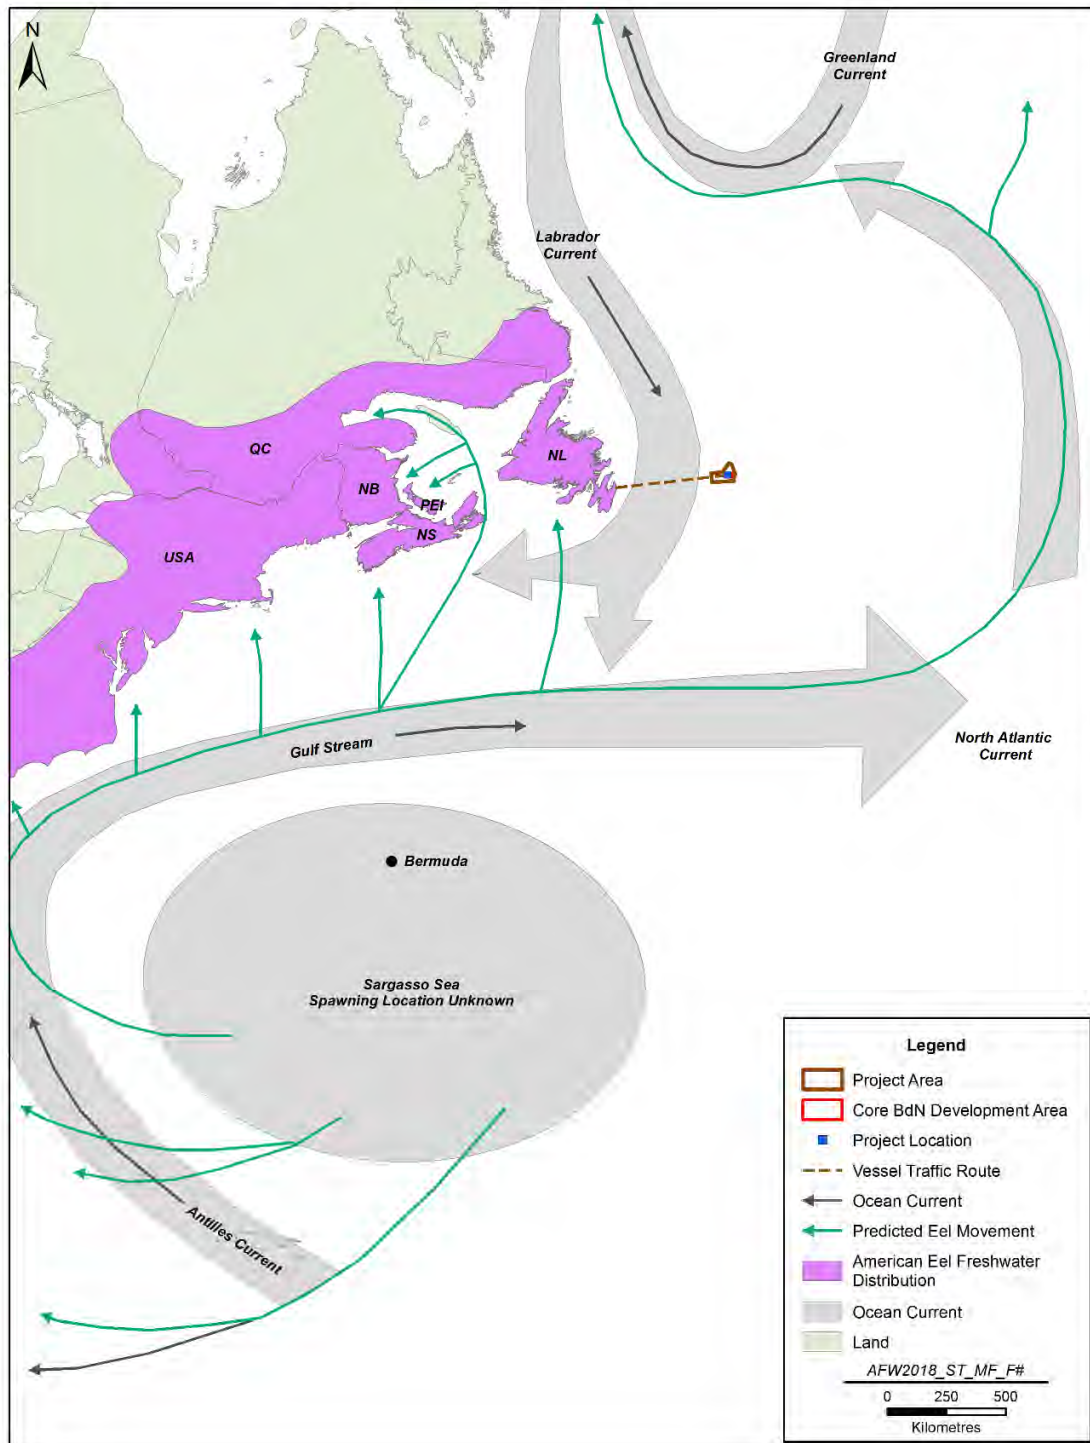 N
Greenland
Current
Labrador
Current
QC
NL
NB
PEI
NS
USA
Gulf Stream
North Atlantic
Current
Bermuda
Sargasso Sea
Spawning Location Unknown
Antilles Current
Legend
Project Area
Core BdN Development Area
Project Location
Vessel Traffic Route
Ocean Current
Predicted Eel Movement
American Eel Freshwater
Distribution
Ocean Current
Land
AFW2018_ST_MF_F#
0 250 500
Kilometres